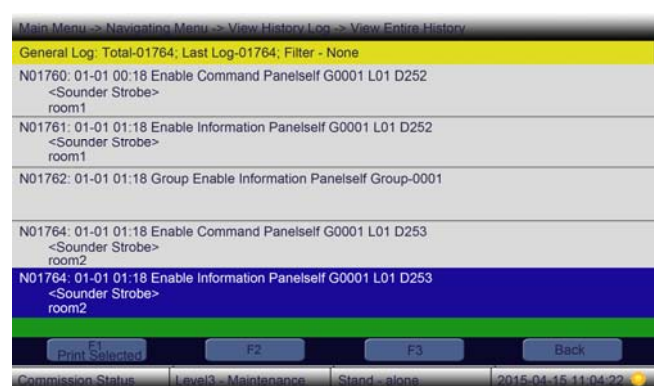 Main Menu -> Navigating Menu -> View History Log -> View Entire History
General Log: Total-01764; Last Log-01764; Filter - None
N01760: 01-01 00:18 Enable Command Panelself G0001 L01 D252
<Sounder Strobe>
room1
N01761: 01-01 01:18 Enable Information Panelself G0001 L01 D252
<Sounder Strobe>
room1
N01762: 01-01 01:18 Group Enable Information Panelself Group-0001
N01764: 01-01 01:18 Enable Command Panelself G0001 L01 D253
<Sounder Strobe>
room2
N01764: 01-01 01:18 Enable Information Panelself G0001 L01 D253
<Sounder Strobe>
room2
F1
Print Selected
F2
F3
Back
Commission Status Level3 - Maintenance Stand - alone 2015-04-15 11:04:22